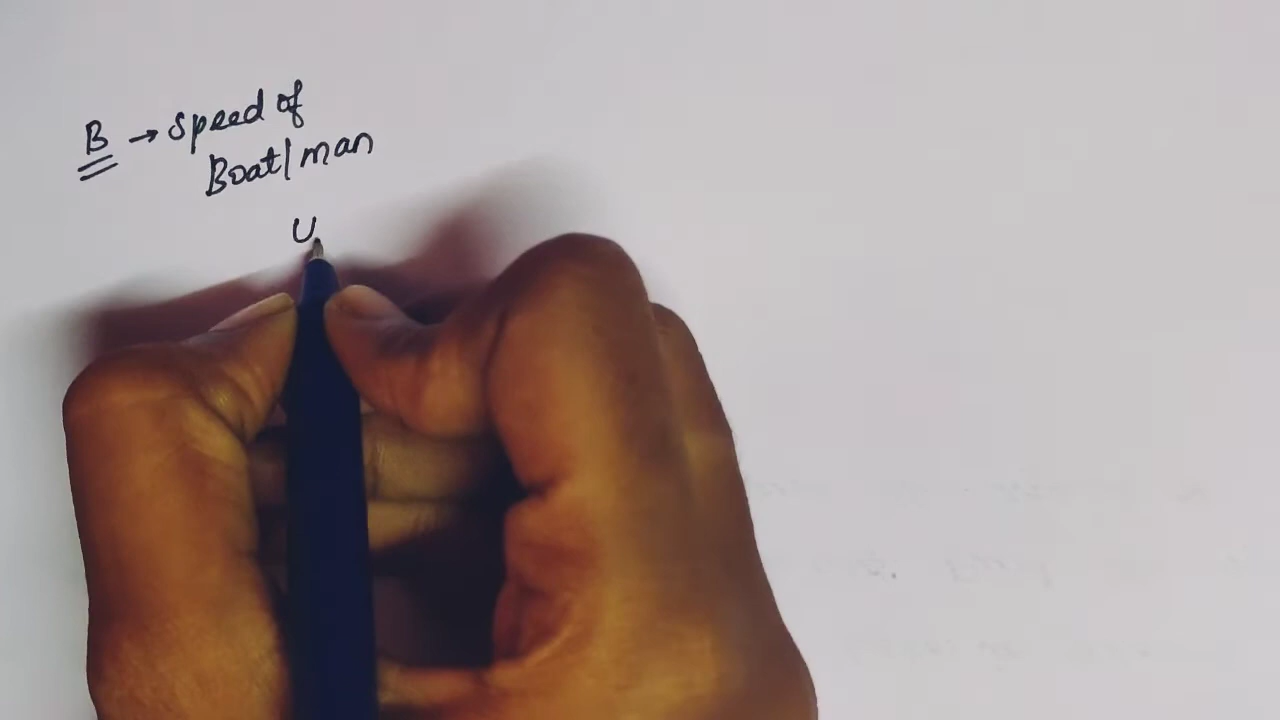 B → Speed of
Boat/man
U